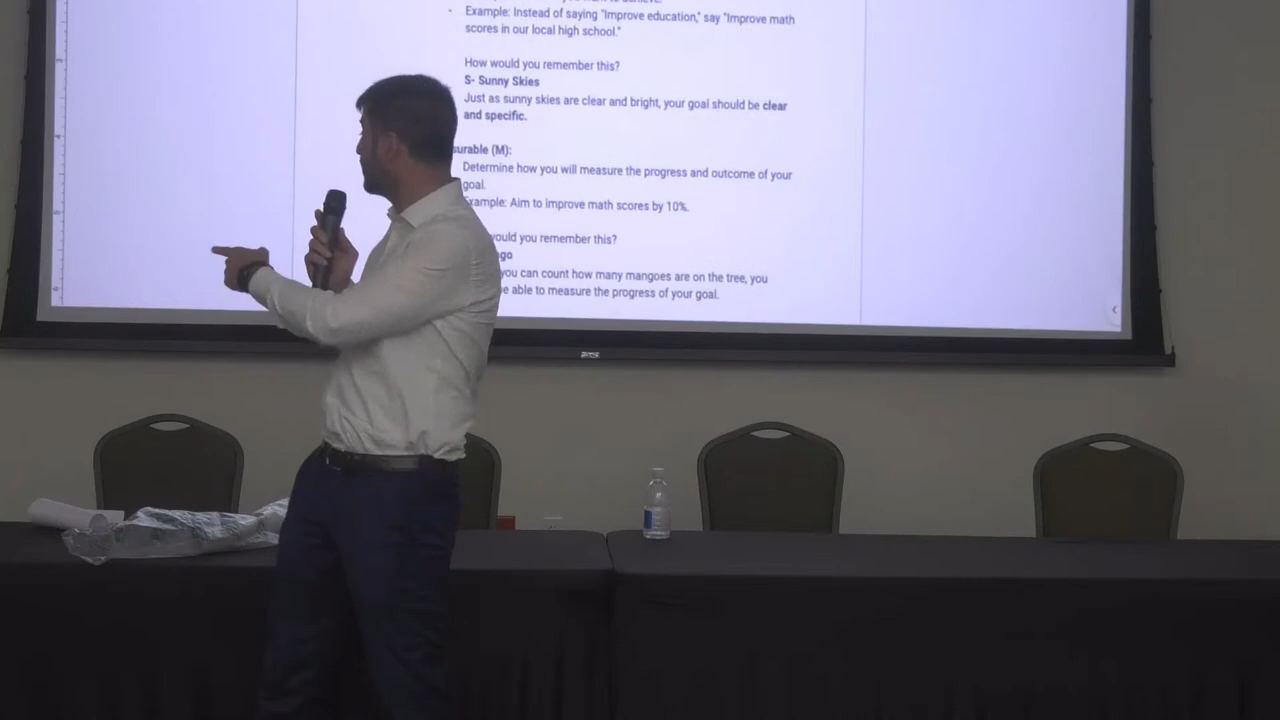 - Example: Instead of saying "Improve education," say "Improve math
scores in our local high school."
How would you remember this?
S- Sunny Skies
Just as sunny skies are clear and bright, your goal should be clear
and specific.
surable (M):
Determine how you will measure the progress and outcome of your
goal.
Example: Aim to improve math scores by 10%.
would you remember this?
you can count how many mangoes are on the tree, you
able to measure the progress of your goal.